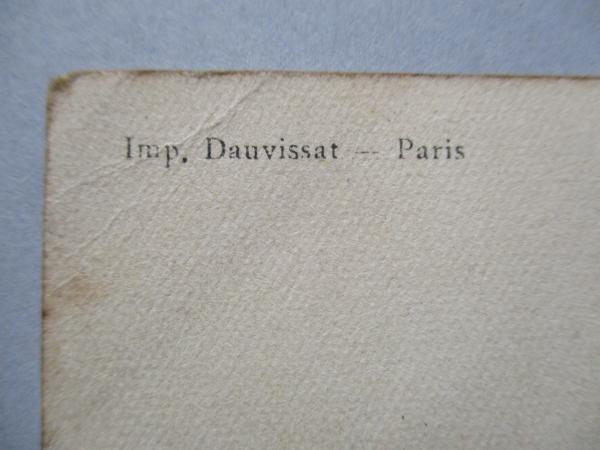 Imp. Dauvissat — Paris